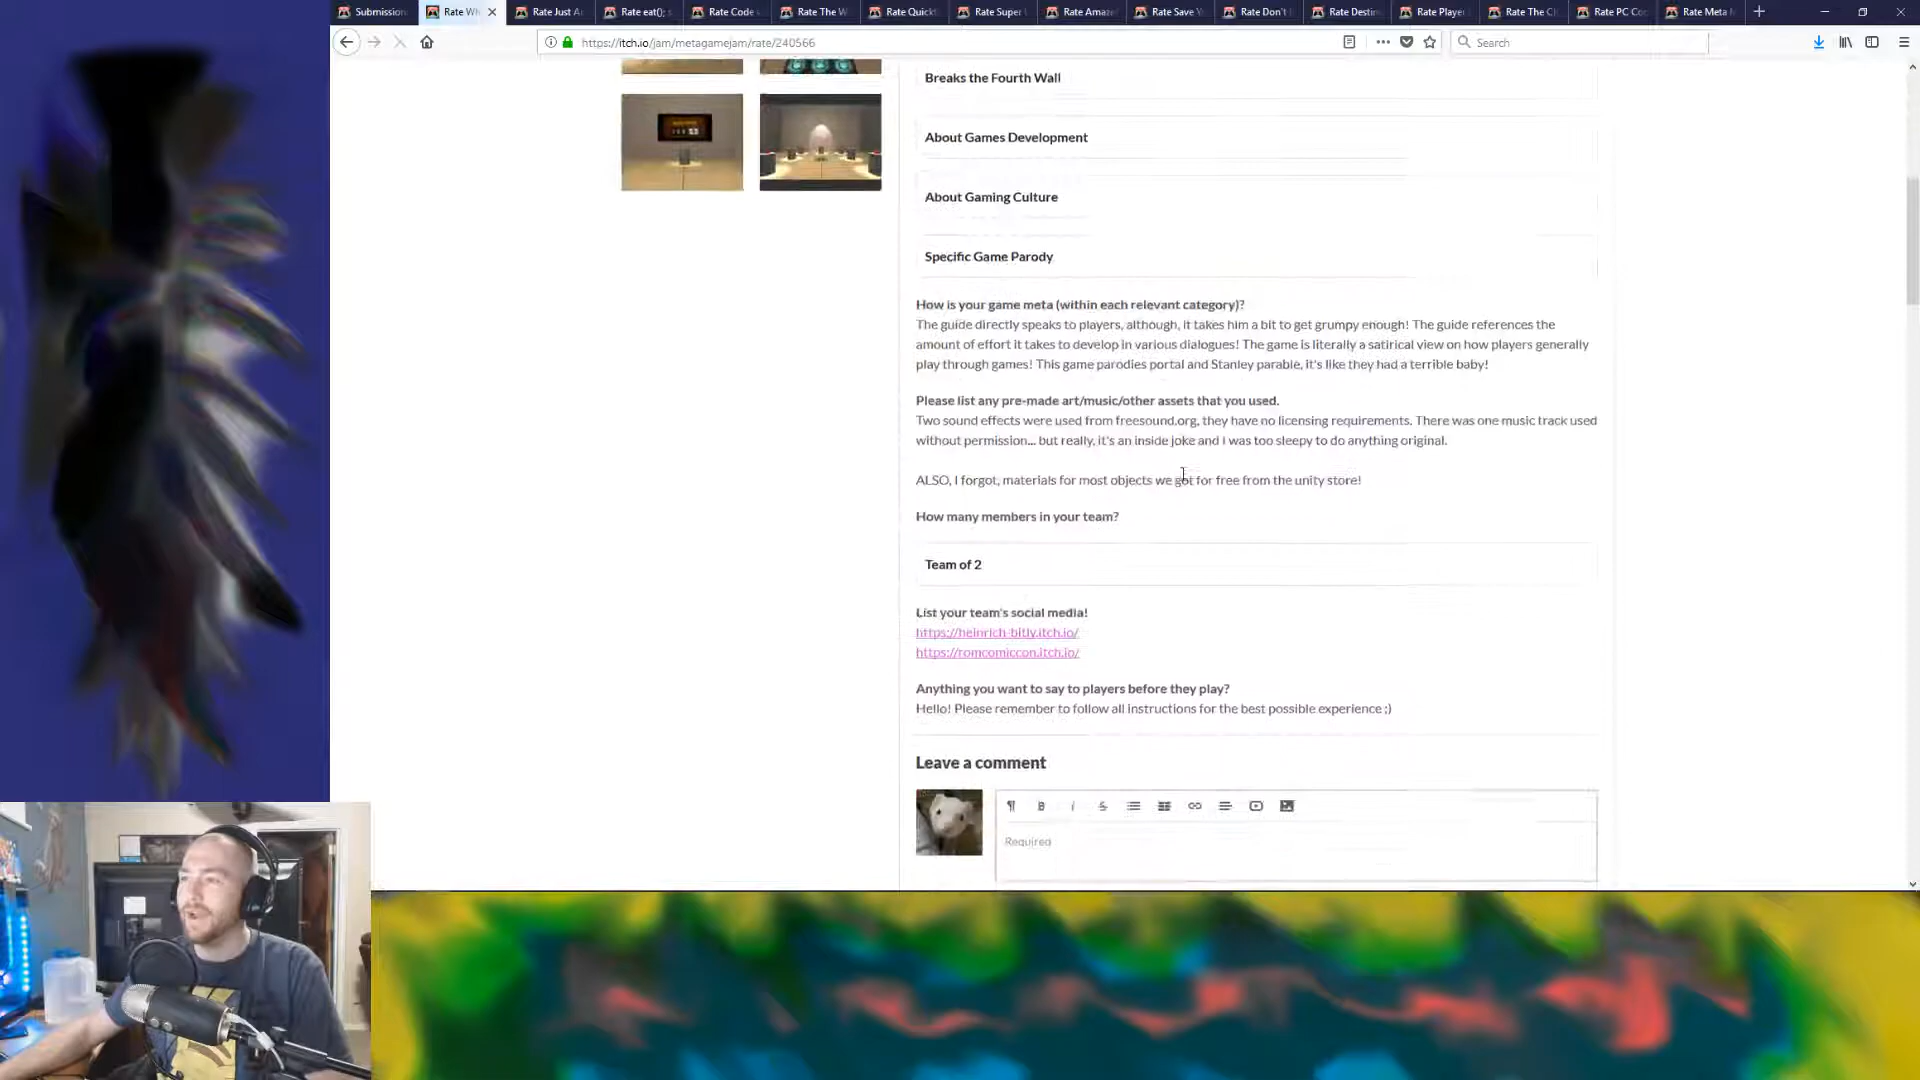 Submission
Rate Wh
Rate Just A
Rate eat();
Rate Code
Rate The W
Rate Quick
Rate Super
Rate Amaze
Rate Save Y
Rate Don't
Rate Destin
Rate Player
Rate The C
Rate PC Co
Rate Meta
https://itch.io/jam/metagamejam/rate/240566
Search
Breaks the Fourth Wall
About Games Development
About Gaming Culture
Specific Game Parody
How is your game meta (within each relevant category)?
The guide directly speaks to players, although, it takes him a bit to get grumpy enough! The guide references the
amount of effort it takes to develop in various dialogues! The game is literally a satirical view on how players generally
play through games! This game parodies portal and Stanley parable, it's like they had a terrible baby!
Please list any pre-made art/music/other assets that you used.
Two sound effects were used from freesound.org, they have no licensing requirements. There was one music track used
without permission... but really, it's an inside joke and i was too sleepy to do anything original.
ALSO, I forgot, materials for most objects we got for free from the unity store!
How many members in your team?
Team of 2
List your team's social media!
https://heinrich-bitly.itch.io/
https://romcomiccon.itch.io/
Anything you want to say to players before they play?
Hello! Please remember to follow all instructions for the best possible experience ;)
Leave a comment
Required